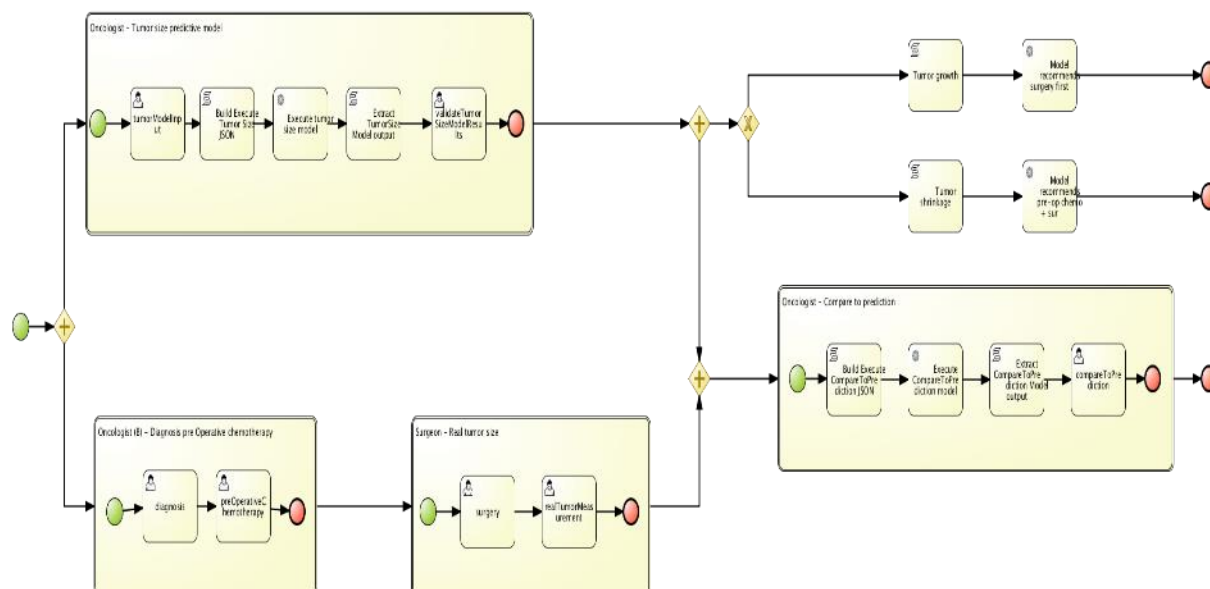 Oncologist - Tumor size predictive model
tumorModelInp
ut
Build Execute
Tumor Size
JSON
Execute tumor
size model
Extract
TumorSize
Model output
validateTumor
SizeModelResu
lts
Tumor growth
Model
recommends
surgery first
Tumor
shrinkage
Model
recommends
pre-op chemo
+ sur
Oncologist - Compare to prediction
Build Execute
CompareToPre
diction JSON
Execute
CompareToPre
diction model
Extract
CompareToPre
diction Model
output
compareToPre
diction
Oncologist (B) - Diagnosis pre Operative chemotherapy
diagnosis
preOperativeC
hemotherapy
Surgeon - Real tumor size
surgery
realTumorMeas
urement